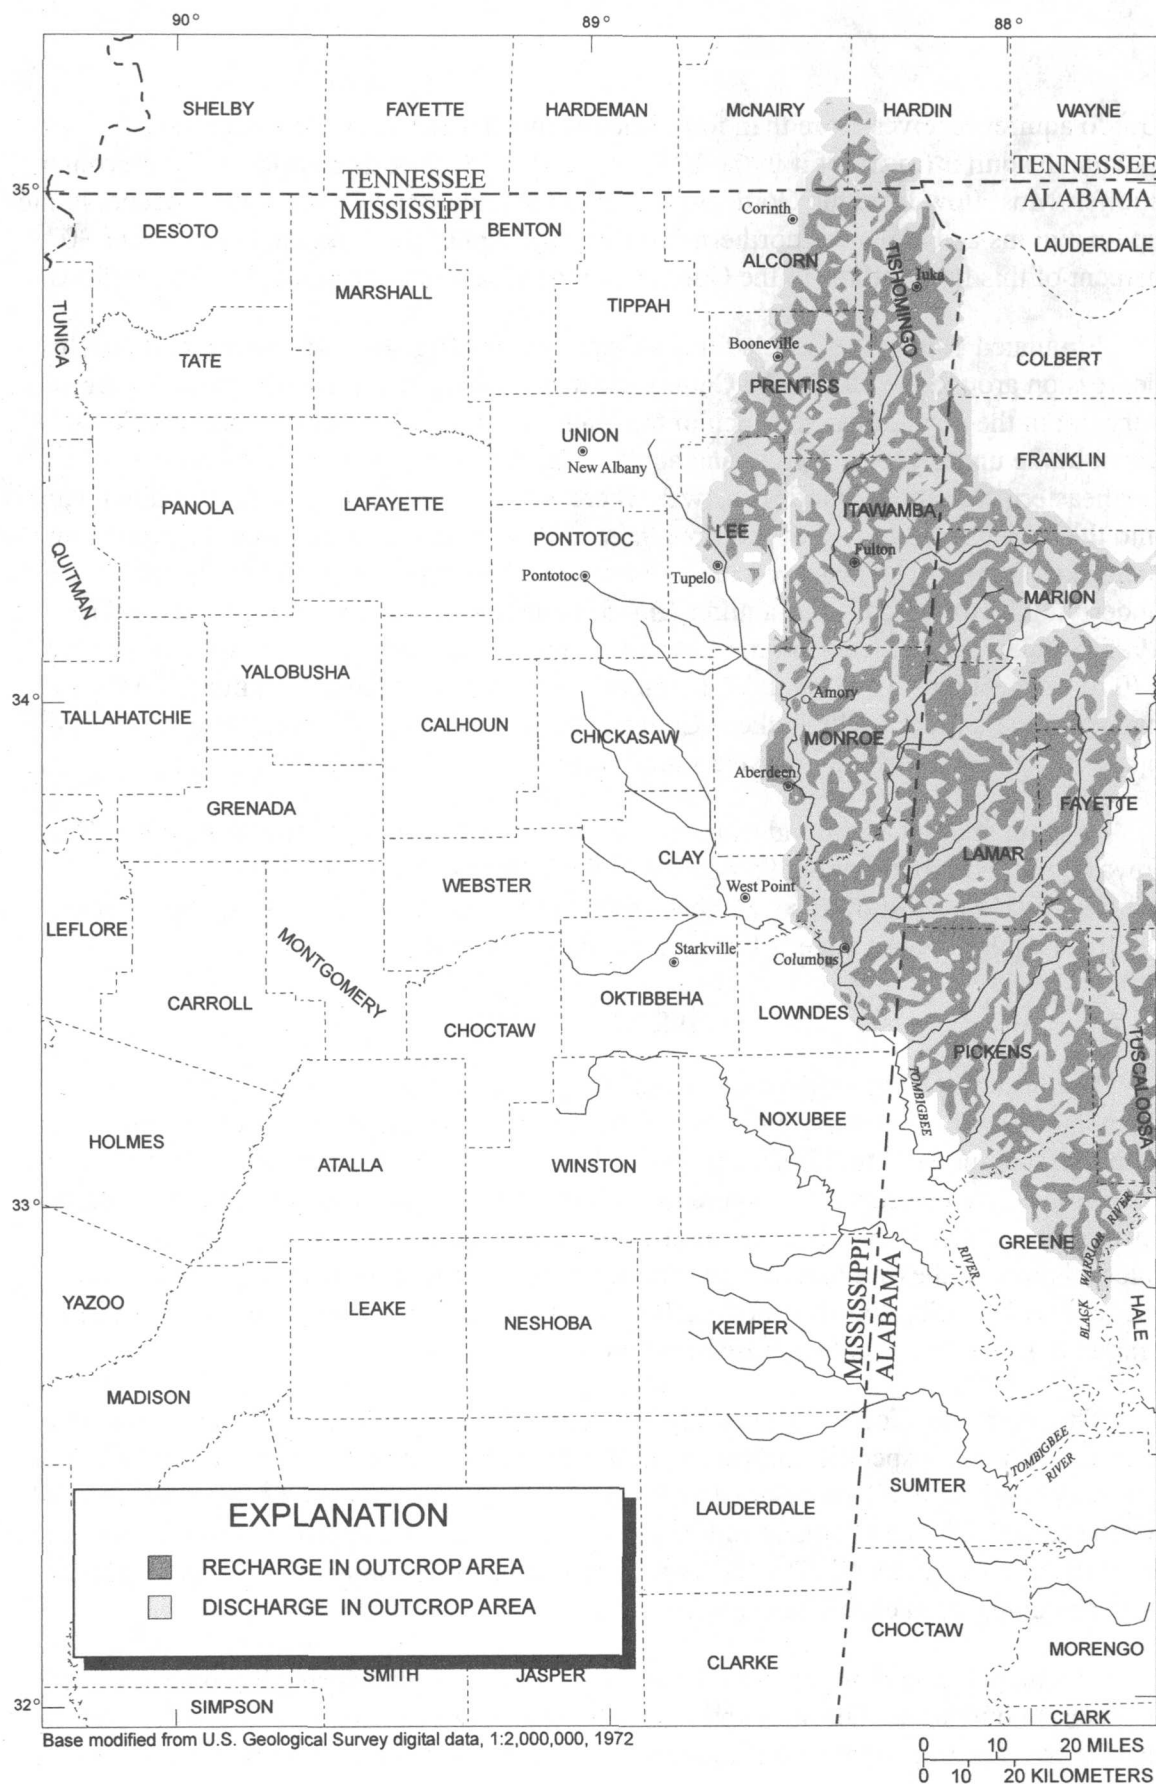 90° 89° 88°
SHELBY FAYETTE HARDEMAN McNAIRY HARDIN WAYNE
35° TENNESSEE TENNESSEE
MISSISSIPPI ALABAMA
Corinth
DESOTO BENTON LAUDERDALE
ALCORN
TISHOMINGO
Iuka
MARSHALL TIPPAH
TUNICA
Booneville
TATE COLBERT
PRENTISS
UNION
New Albany FRANKLIN
PANOLA LAFAYETTE ITAWAMBA
LEE
PONTOTOC
Fulton
QUITMAN
Pontotoc Tupelo
MARION
YALOBUSHA
34° Amory
TALLAHATCHIE CALHOUN CHICKASAW MONROE
Aberdeen
GRENADA FAYETTE
CLAY LAMAR
WEBSTER West Point
LEFLORE
MONTGOMERY
Starkville Columbus
CARROLL OKTIBBEHA LOWNDES
CHOCTAW
PICKENS
TUSCALOOSA
TOMBIGBEE
NOXUBEE
HOLMES
ATALLA WINSTON
33°
GREENE
RIVER
BLACK WARRIOR RIVER
MISSISSIPPI
ALABAMA
YAZOO LEAKE NESHOBA KEMPER
HALE
MADISON
TOMBIGBEE
RIVER
SUMTER
LAUDERDALE
EXPLANATION
RECHARGE IN OUTCROP AREA
DISCHARGE IN OUTCROP AREA
CHOCTAW
MORENGO
CLARKE
SMITH JASPER
32° SIMPSON
CLARK
Base modified from U.S. Geological Survey digital data, 1:2,000,000, 1972
0 10 20 MILES
0 10 20 KILOMETERS